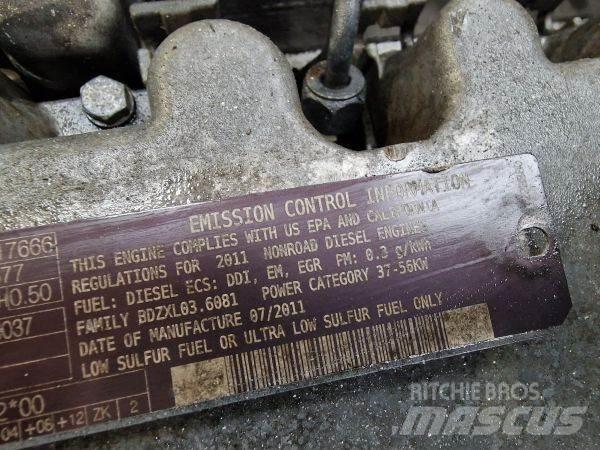 EMISSION CONTROL INFORMATION
THIS ENGINE COMPLIES WITH US EPA AND CALIFORNIA
REGULATIONS FOR 2011 NONROAD DIESEL ENGINES
FUEL: DIESEL ECS: DDI, EM, EGR PM: 0.3 g/kWh
FAMILY BDZXL03.6081 POWER CATEGORY 37-56KW
DATE OF MANUFACTURE 07/2011
LOW SULFUR FUEL OR ULTRA LOW SULFUR FUEL ONLY
17666
77
H0.50
4037
2*00
04 +06 +12 ZK 2
RITCHIE BROS.
MASCUS